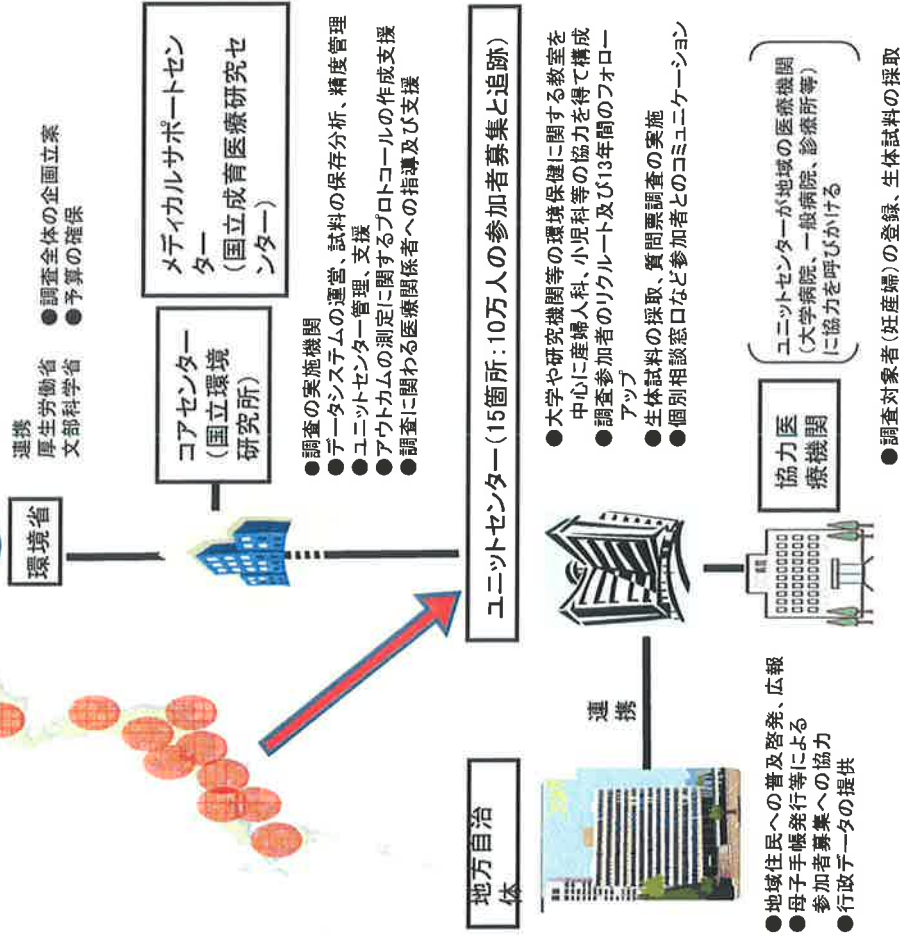 環境省
連携
厚生労働省
文部科学省
●調査全体の企画立案
●予算の確保
コアセンター
(国立環境
研究所)
メディカルサポートセン
ター
(国立成育医療研究セ
ンター)
●調査の実施機関
●データシステムの運営、試料の保存分析、精度管理
●ユニットセンター管理、支援
●アウトカムの測定に関するプロトコールの作成支援
●調査に関わる医療関係者への指導及び支援
ユニットセンター(15箇所:10万人の参加者募集と追跡)
●大学や研究機関等の環境保健に関する教室を
中心に産婦人科、小児科等の協力を得て構成
●調査参加者のリクルート及び13年間のフォロー
アップ
●生体試料の採取、質問票調査の実施
●個別相談窓口など参加者とのコミュニケーション
地方自治
体
連
携
●地域住民への普及啓発、広報
●母子手帳発行等による
参加者募集への協力
●行政データの提供
病院
協力医
療機関
ユニットセンターが地域の医療機関
(大学病院、一般病院、診療所等)
に協力を呼びかける
●調査対象者(妊産婦)の登録、生体試料の採取